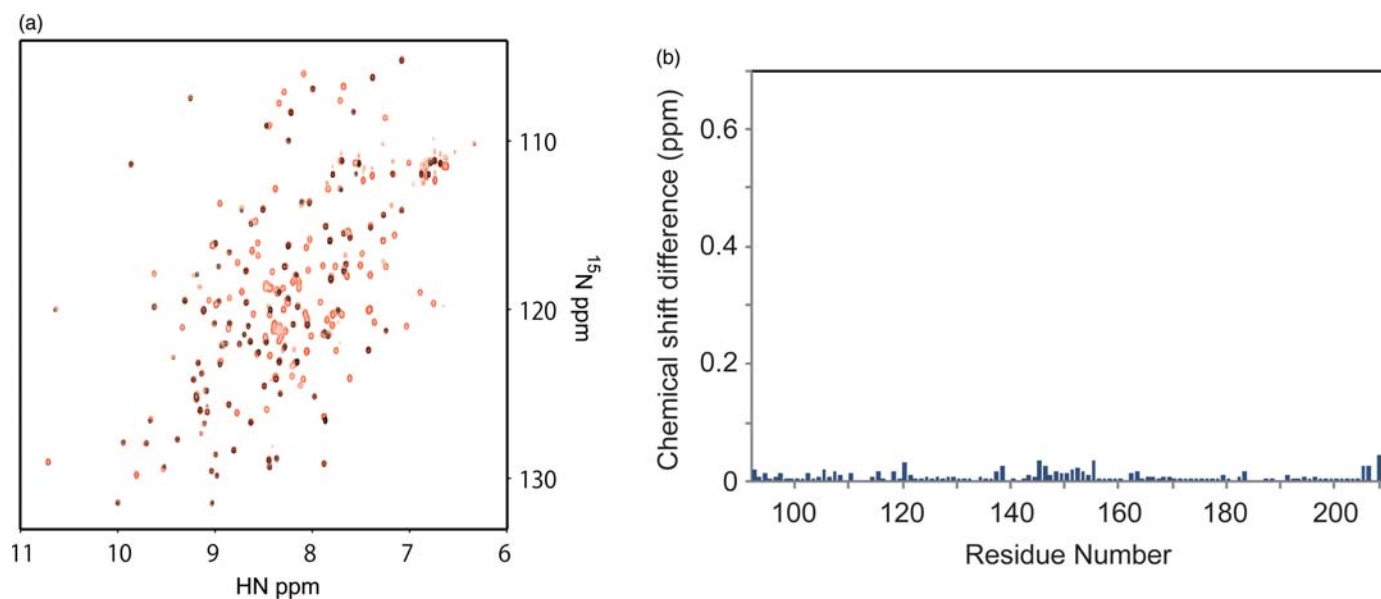 (a)
110
120
130
¹⁵N ppm
11 10 9 8 7 6
HN ppm
(b)
0.6
0.4
0.2
0
Chemical shift difference (ppm)
100 120 140 160 180 200
Residue Number